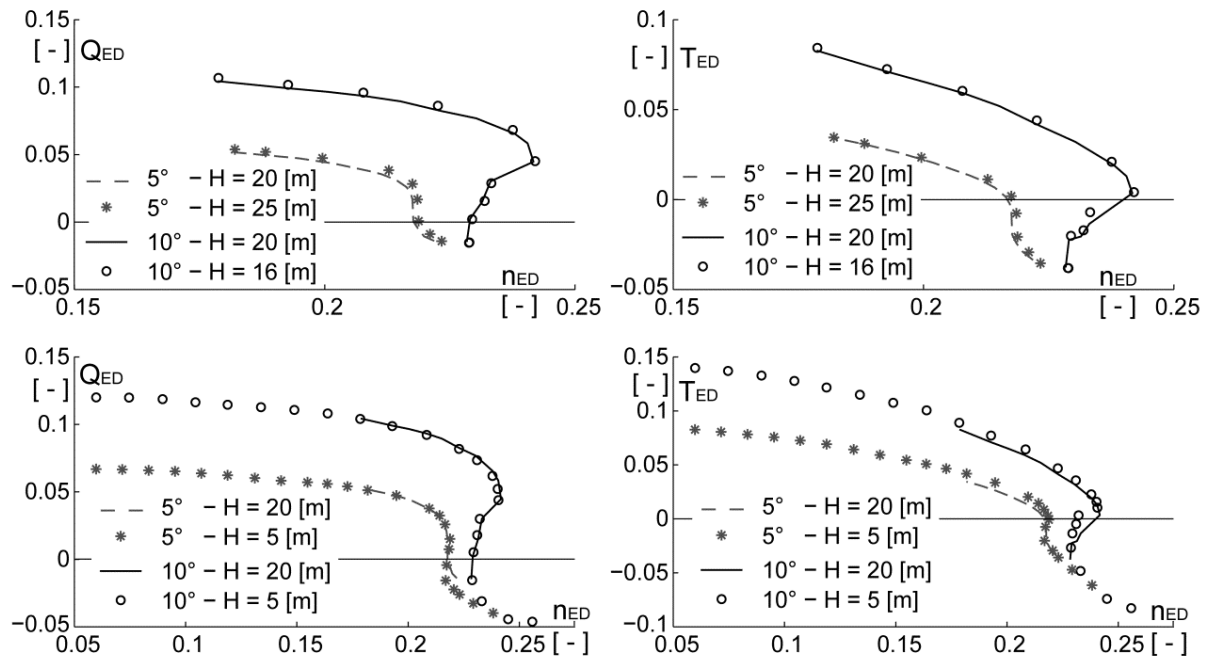 0.15
[ - ] QED
0.1
0.05
0
−0.05
5° − H = 20 [m]
5° − H = 25 [m]
10° − H = 20 [m]
10° − H = 16 [m]
nED
0.15 0.2 0.25
[ - ]
0.1
[ - ] TED
0.05
0
−0.05
5° − H = 20 [m]
5° − H = 25 [m]
10° − H = 20 [m]
10° − H = 16 [m]
nED
0.15 0.2 0.25
[ - ]
0.15
[ - ] QED
0.1
0.05
0
−0.05
5° − H = 20 [m]
5° − H = 5 [m]
10° − H = 20 [m]
10° − H = 5 [m]
nED
0.05 0.1 0.15 0.2 0.25
[ - ]
0.15
[ - ] TED
0.1
0.05
0
−0.05
−0.1
5° − H = 20 [m]
5° − H = 5 [m]
10° − H = 20 [m]
10° − H = 5 [m]
nED
0.05 0.1 0.15 0.2 0.25
[ - ]